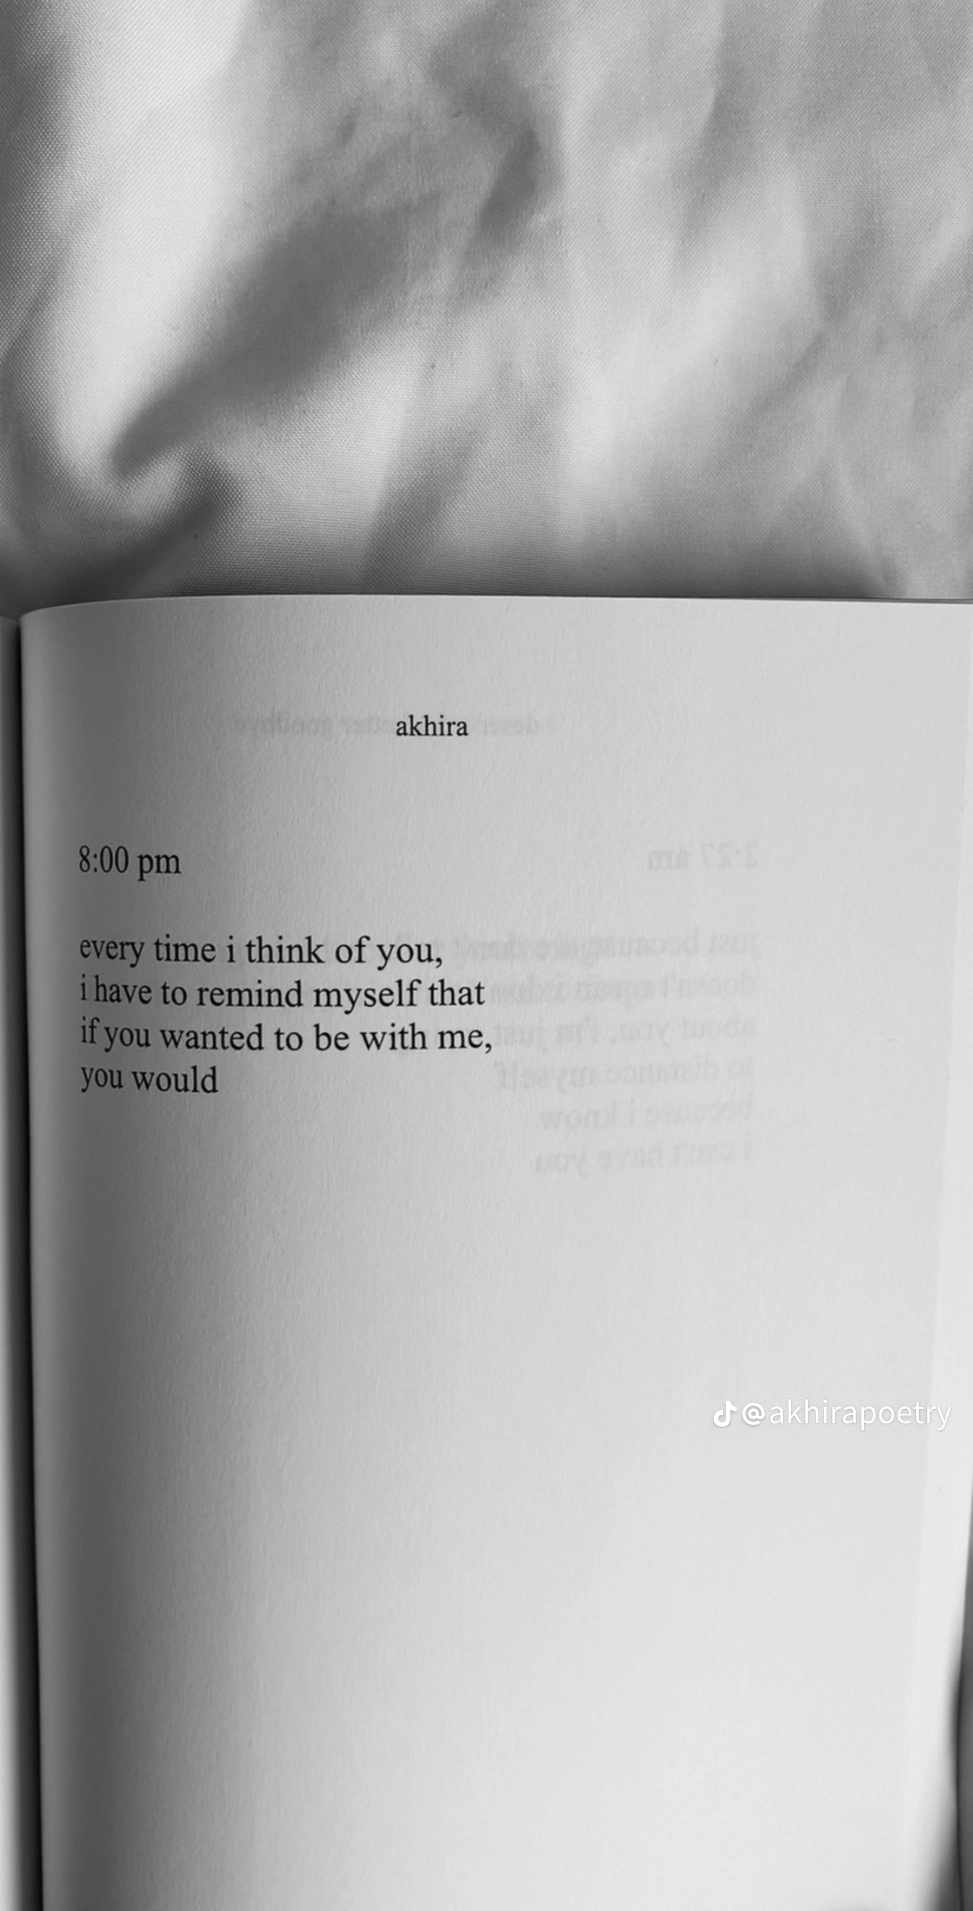 akhira
8:00 pm
every time i think of you,
i have to remind myself that
if you wanted to be with me,
you would
@akhirapoetry